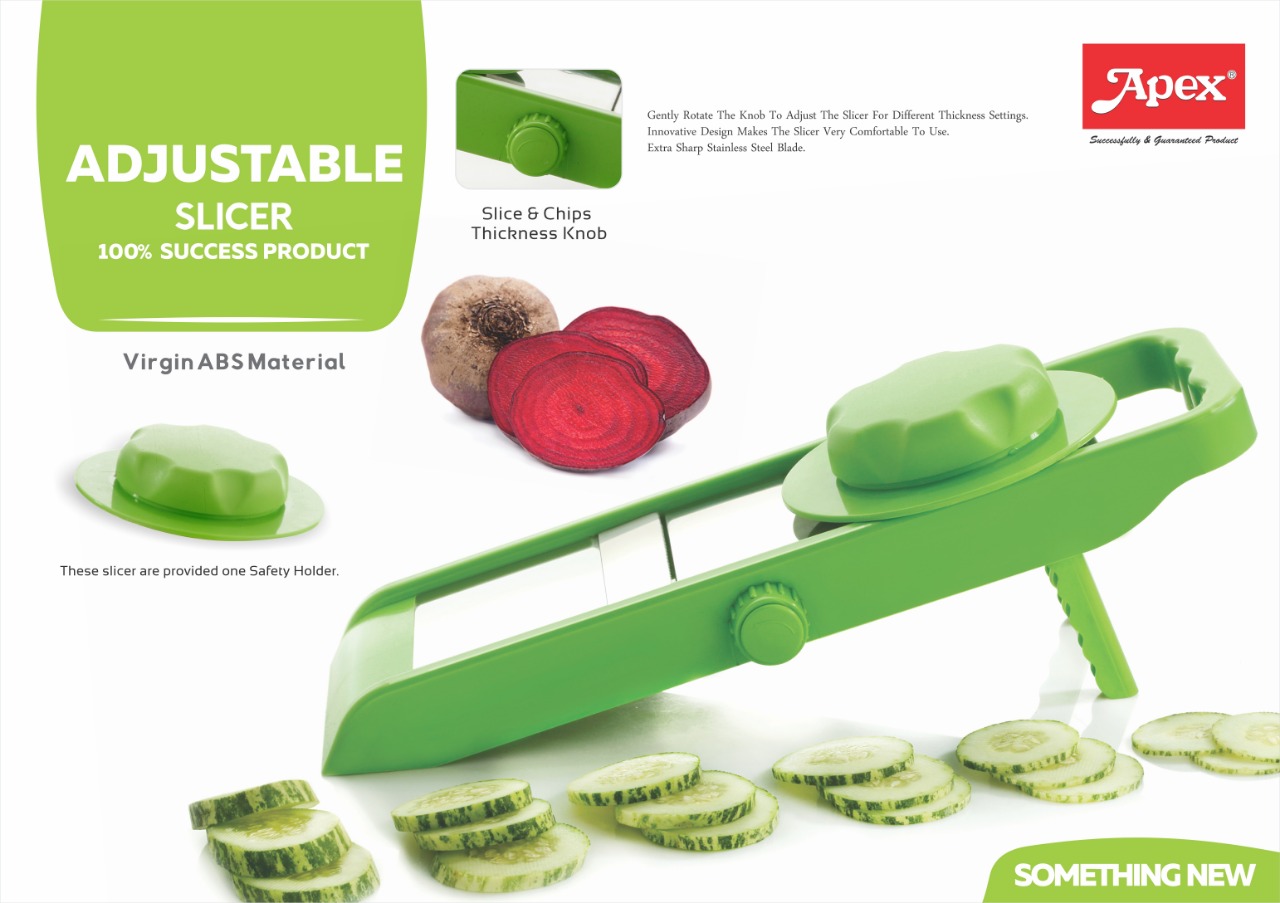 ADJUSTABLE
SLICER
100% SUCCESS PRODUCT
Virgin ABS Material
These slicer are provided one Safety Holder.
Slice & Chips
Thickness Knob
Gently Rotate The Knob To Adjust The Slicer For Different Thickness Settings.
Innovative Design Makes The Slicer Very Comfortable To Use.
Extra Sharp Stainless Steel Blade.
Apex®
Successfully & Guaranteed Product
SOMETHING NEW